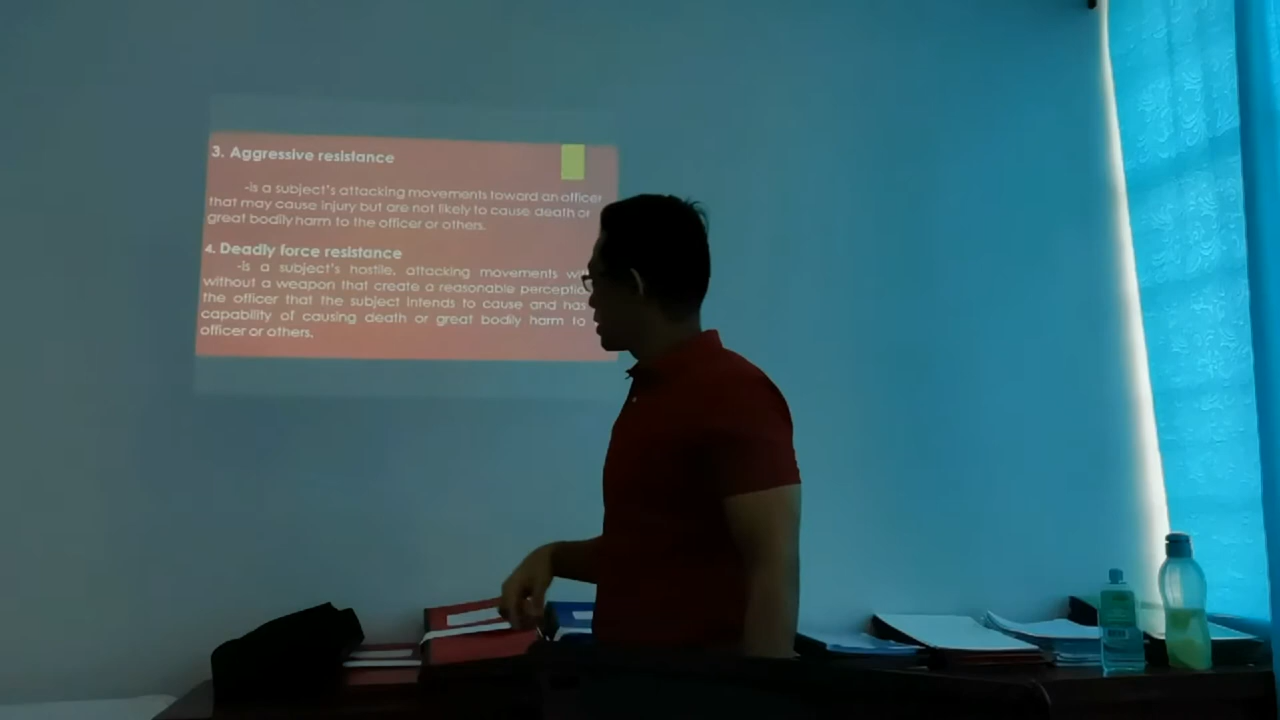 3. Aggressive resistance
-is a subject's attacking movements toward an officer
that may cause injury but are not likely to cause death or
great bodily harm to the officer or others.
4. Deadly force resistance
-is a subject's hostile, attacking movements
without a weapon that create a reasonable
the officer that the subject intends to cause and has
capability of causing death or great bodily harm to
officer or others.